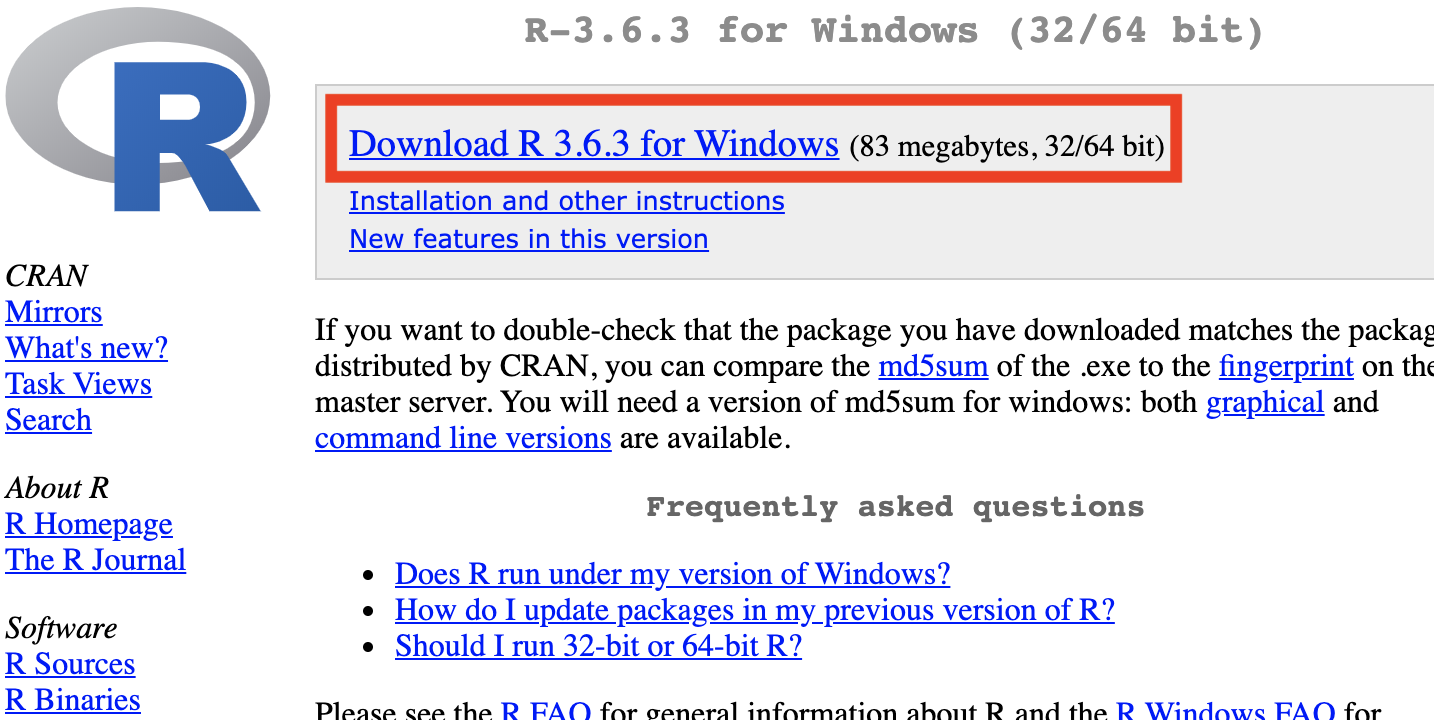 R-3.6.3 for Windows (32/64 bit)
R
Download R 3.6.3 for Windows (83 megabytes, 32/64 bit)
Installation and other instructions
New features in this version
CRAN
Mirrors
What's new?
Task Views
Search
About R
R Homepage
The R Journal
Software
R Sources
R Binaries
If you want to double-check that the package you have downloaded matches the packag
distributed by CRAN, you can compare the md5sum of the .exe to the fingerprint on the
master server. You will need a version of md5sum for windows: both graphical and
command line versions are available.
Frequently asked questions
• Does R run under my version of Windows?
• How do I update packages in my previous version of R?
• Should I run 32-bit or 64-bit R?
Please see the R FAQ for general information about R and the R Windows FAQ for